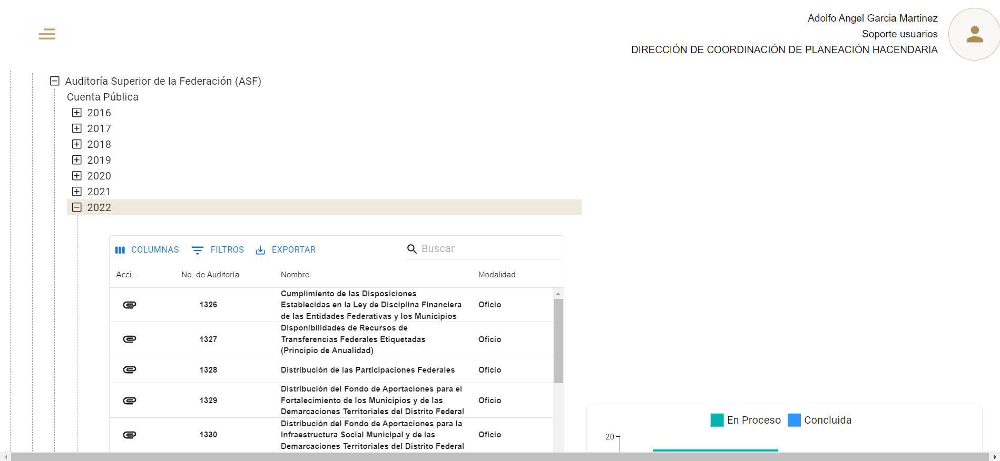 Adolfo Angel Garcia Martinez
Soporte usuarios
DIRECCIÓN DE COORDINACIÓN DE PLANEACIÓN HACENDARIA
Auditoría Superior de la Federación (ASF)
Cuenta Pública
2016
2017
2018
2019
2020
2021
2022
COLUMNAS FILTROS EXPORTAR Buscar
Acci... No. de Auditoría Nombre Modalidad
Cumplimiento de las Disposiciones
1326 Establecidas en la Ley de Disciplina Financiera Oficio
de las Entidades Federativas y los Municipios
Disponibilidades de Recursos de
1327 Transferencias Federales Etiquetadas Oficio
(Principio de Anualidad)
1328 Distribución de las Participaciones Federales Oficio
Distribución del Fondo de Aportaciones para el
1329 Fortalecimiento de los Municipios y de las Oficio
Demarcaciones Territoriales del Distrito Federal
Distribución del Fondo de Aportaciones para la
1330 Infraestructura Social Municipal y de las Oficio
Demarcaciones Territoriales del Distrito Federal
En Proceso Concluida
20